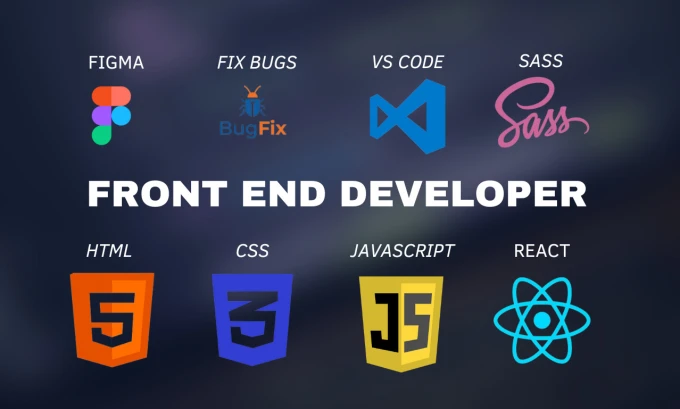 FIGMA
FIX BUGS
VS CODE
SASS
BugFix
Sass
FRONT END DEVELOPER
HTML
CSS
JAVASCRIPT
REACT
5
3
JS